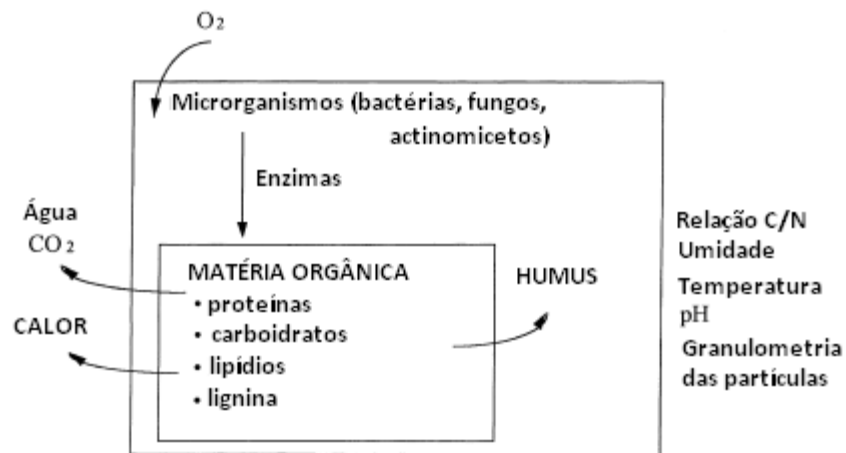 O₂
Microrganismos (bactérias, fungos,
actinomicetos)
Enzimas
Água
CO₂
CALOR
MATÉRIA ORGÂNICA
• proteínas
• carboidratos
• lipídios
• lignina
HUMUS
Relação C/N
Umidade
Temperatura
pH
Granulometria
das partículas